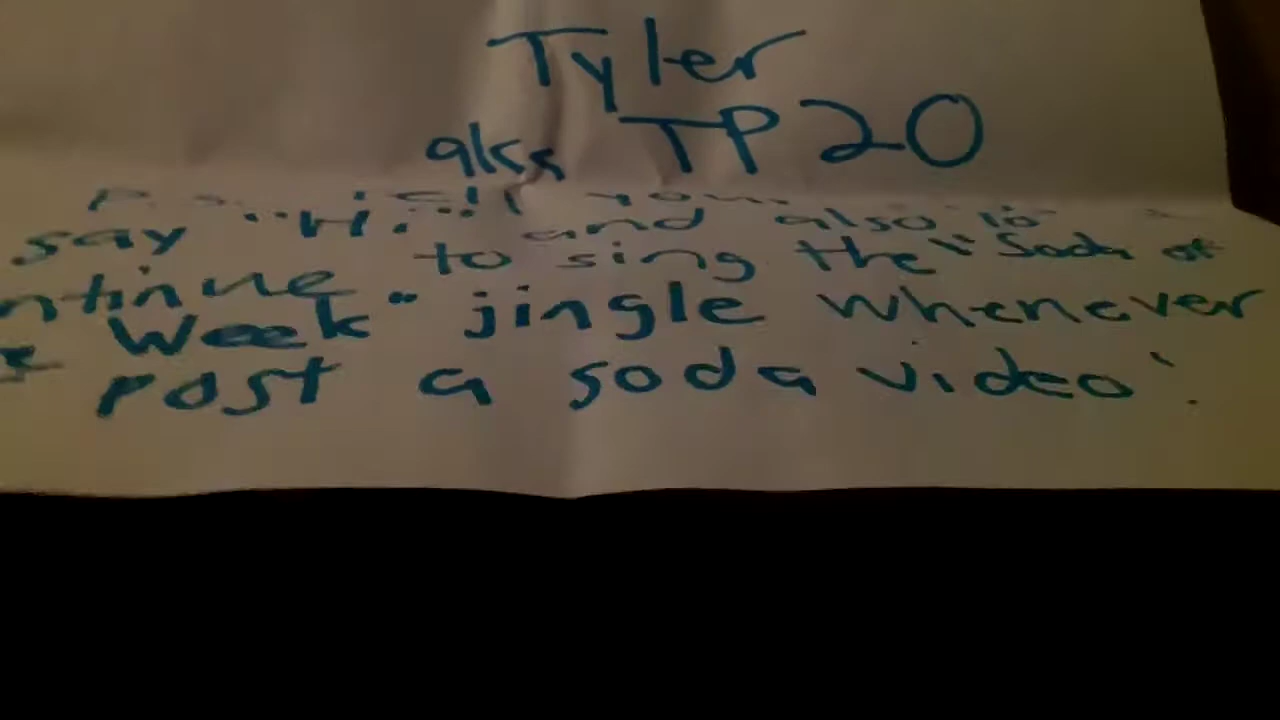 Tyler
aks TP20
say "Hi!" and also to
ntinue to sing the "Soda of
Week" jingle whenever
post a soda video.